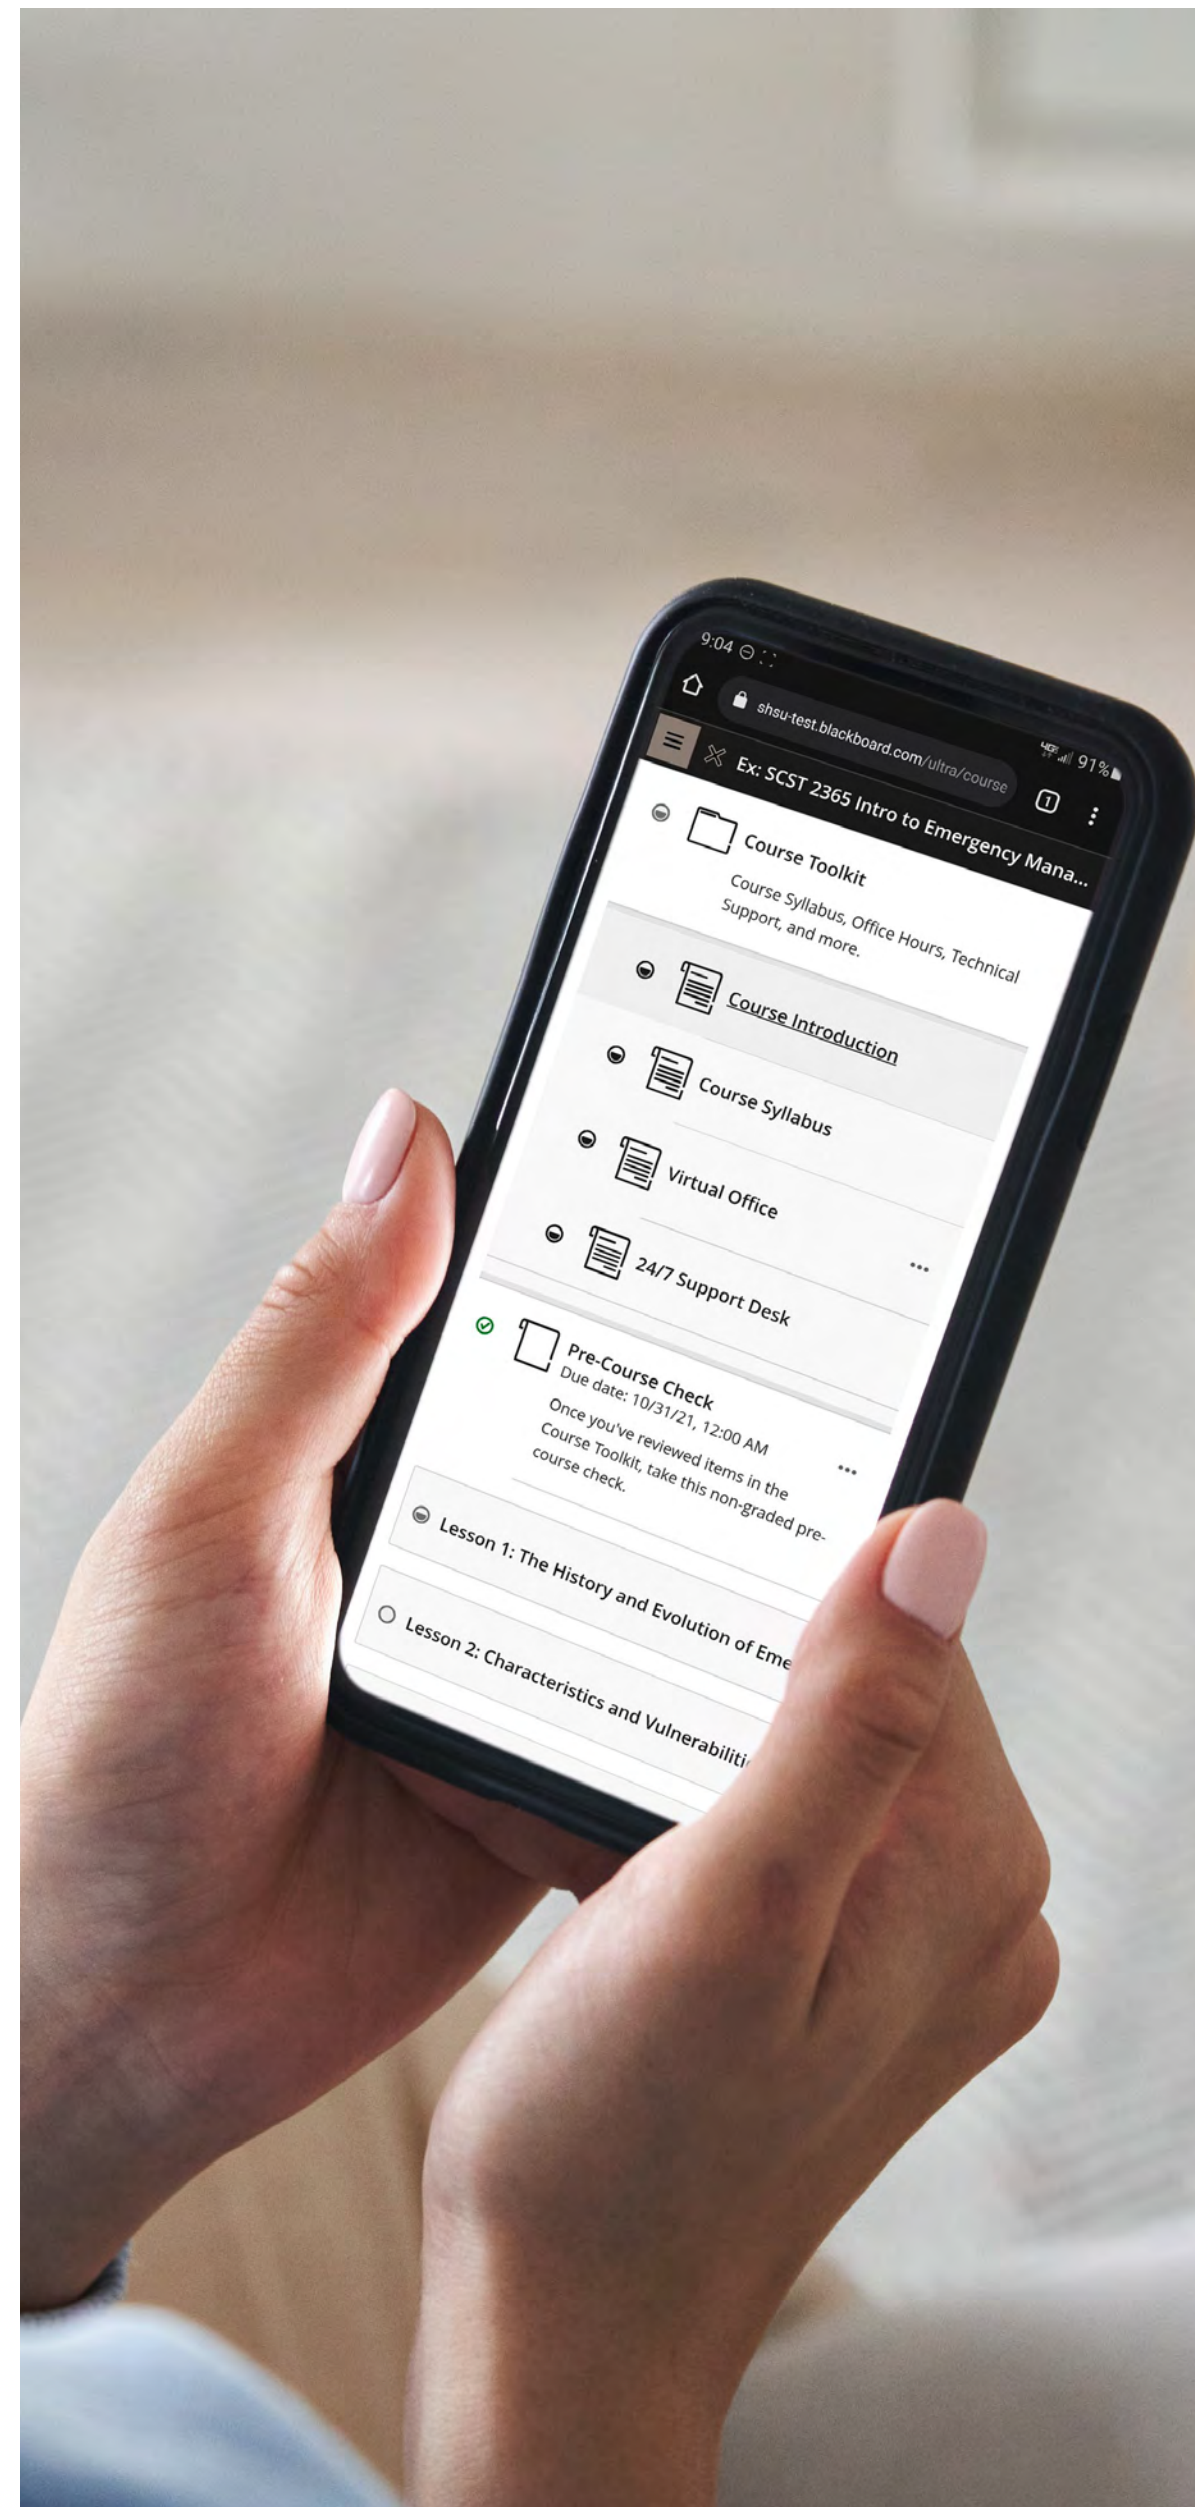 9:04
4GE 91%
shsu-test.blackboard.com/ultra/course
1
Ex: SCST 2365 Intro to Emergency Mana...
Course Toolkit
Course Syllabus, Office Hours, Technical
Support, and more.
Course Introduction
Course Syllabus
Virtual Office
24/7 Support Desk
Pre-Course Check
Due date: 10/31/21, 12:00 AM
Once you've reviewed items in the
Course Toolkit, take this non-graded pre-
course check.
Lesson 1: The History and Evolution of Eme
Lesson 2: Characteristics and Vulnerabiliti